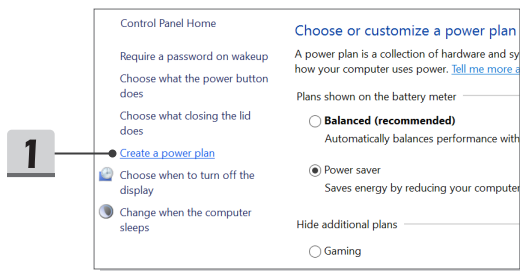 Control Panel Home
Require a password on wakeup
Choose what the power button
does
Choose what closing the lid
does
1
Create a power plan
Choose when to turn off the
display
Change when the computer
sleeps
Choose or customize a power plan
A power plan is a collection of hardware and sy
how your computer uses power. Tell me more a
Plans shown on the battery meter
Balanced (recommended)
Automatically balances performance with
Power saver
Saves energy by reducing your computer
Hide additional plans
Gaming